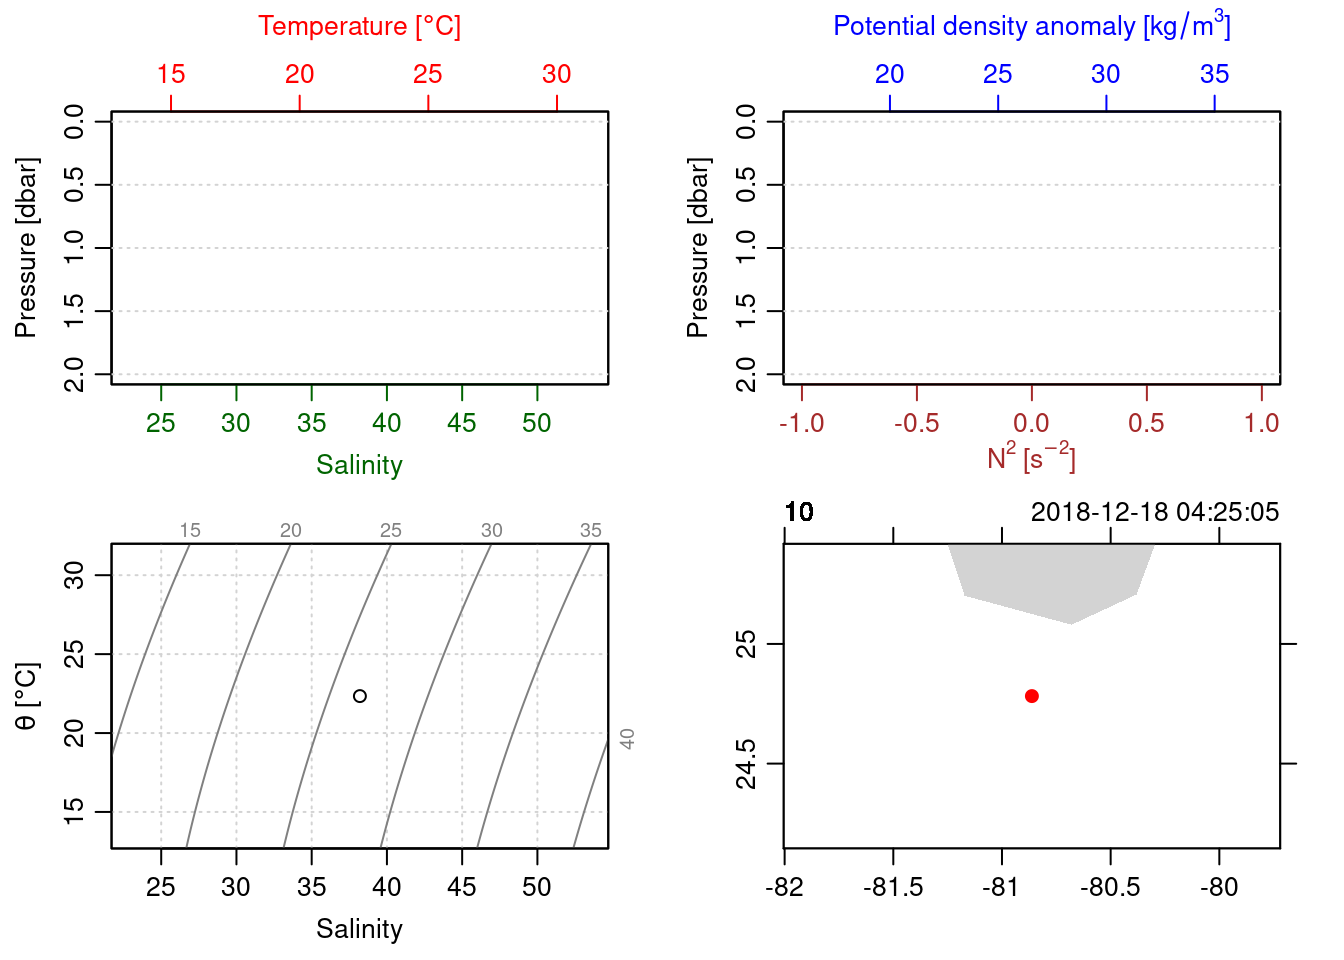 Temperature [°C]
15 20 25 30
0.0
0.5
1.0
1.5
2.0
Pressure [dbar]
25 30 35 40 45 50
Salinity
Potential density anomaly [kg/m³]
20 25 30 35
0.0
0.5
1.0
1.5
2.0
Pressure [dbar]
-1.0 -0.5 0.0 0.5 1.0
N² [s⁻²]
15 20 25 30 35
40
30
25
20
15
θ [°C]
25 30 35 40 45 50
Salinity
10 2018-12-18 04:25:05
25
24.5
-82 -81.5 -81 -80.5 -80